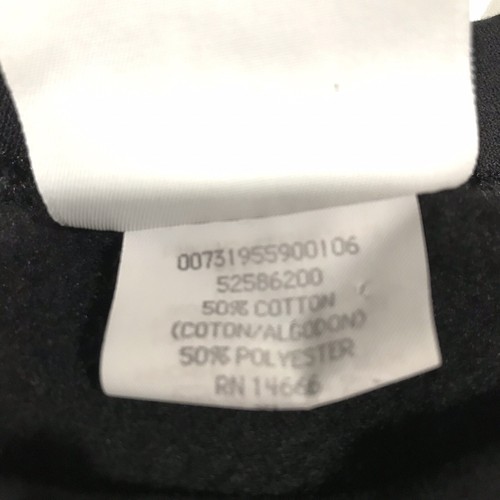 00731955900106
52586200
50% COTTON
(COTON/ALGODON)
50% POLYESTER
RN 14666